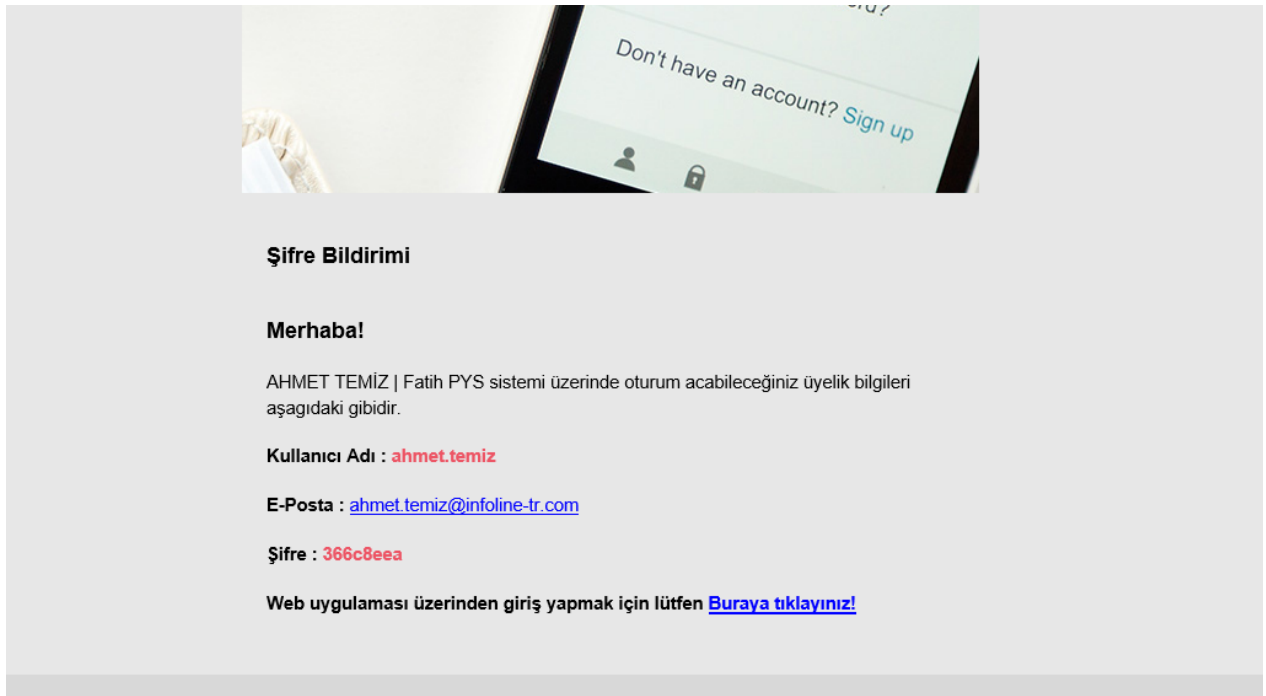 Don't have an account? Sign up
Şifre Bildirimi
Merhaba!
AHMET TEMİZ | Fatih PYS sistemi üzerinde oturum acabileceğiniz üyelik bilgileri
aşagıdaki gibidir.
Kullanıcı Adı : ahmet.temiz
E-Posta : ahmet.temiz@infoline-tr.com
Şifre : 366c8eea
Web uygulaması üzerinden giriş yapmak için lütfen Buraya tıklayınız!